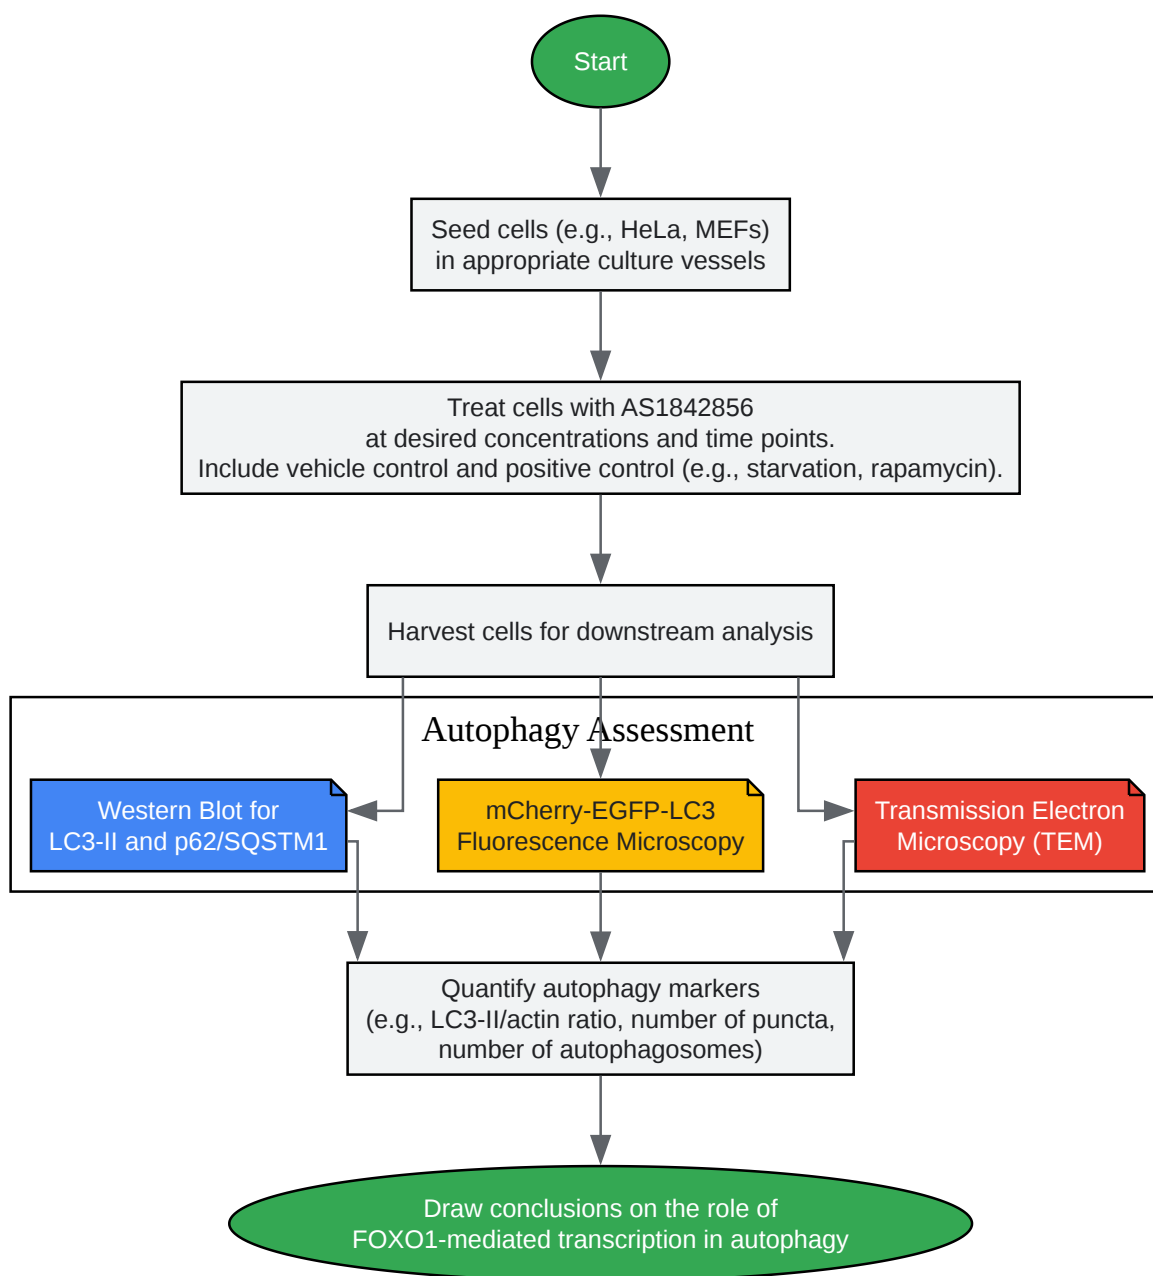 Start
Seed cells (e.g., HeLa, MEFs)
in appropriate culture vessels
Treat cells with AS1842856
at desired concentrations and time points.
Include vehicle control and positive control (e.g., starvation, rapamycin).
Harvest cells for downstream analysis
Autophagy Assessment
Western Blot for
LC3-II and p62/SQSTM1
mCherry-EGFP-LC3
Fluorescence Microscopy
Transmission Electron
Microscopy (TEM)
Quantify autophagy markers
(e.g., LC3-II/actin ratio, number of puncta,
number of autophagosomes)
Draw conclusions on the role of
FOXO1-mediated transcription in autophagy